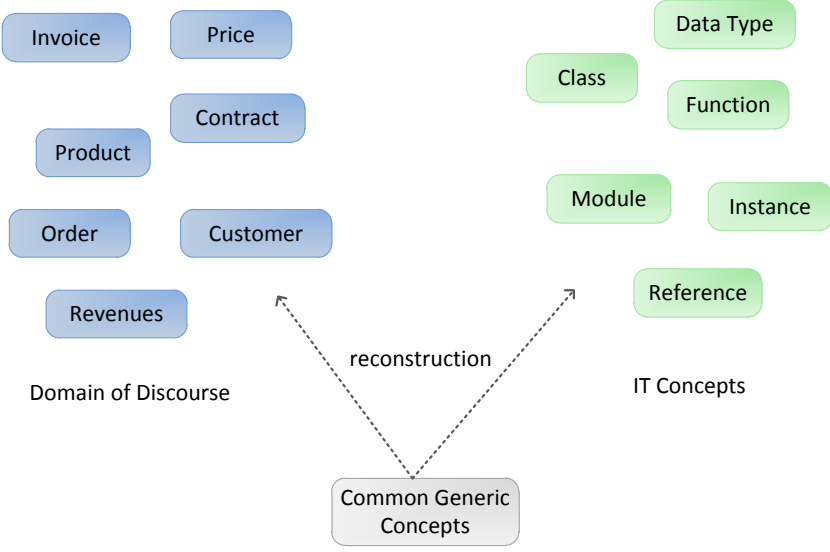 Invoice
Price
Contract
Product
Order
Customer
Revenues
Domain of Discourse
Data Type
Class
Function
Module
Instance
Reference
IT Concepts
reconstruction
Common Generic
Concepts